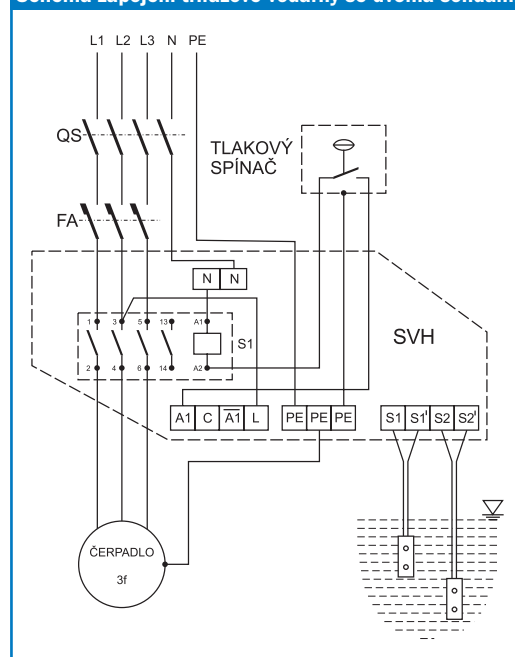 L1 L2 L3 N PE
QS
TLAKOVÝ
SPÍNAČ
FA
N N
1 3 5 13 A1
S1
SVH
2 4 6 14 A2
A1 C A̅1̅ L PE PE PE S1 S1' S2 S2'
ČERPADLO
3f